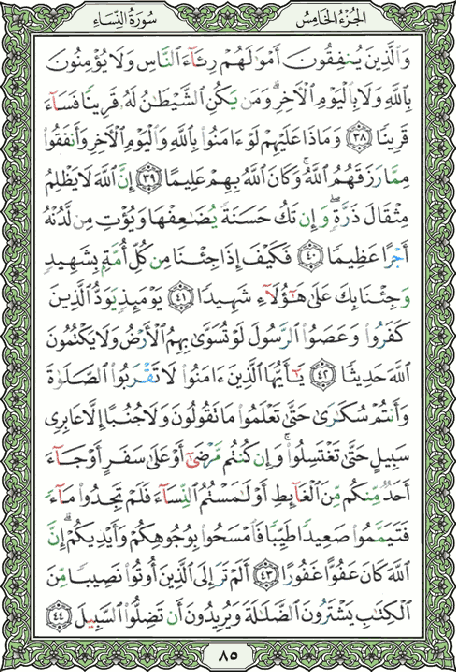 الجُزْءُ الخَامِسُ
سُورَةُ النِّسَاءِ
وَالَّذِينَ يُنفِقُونَ أَمْوَٰلَهُمْ رِئَآءَ النَّاسِ وَلَا يُؤْمِنُونَ
بِاللَّهِ وَلَا بِالْيَوْمِ الْآخِرِ ۗ وَمَن يَكُنِ الشَّيْطَٰنُ لَهُۥ قَرِينًا فَسَآءَ
قَرِينًا ٣٨ وَمَاذَا عَلَيْهِمْ لَوْ ءَامَنُوا۟ بِاللَّهِ وَالْيَوْمِ الْآخِرِ وَأَنفَقُوا۟
مِمَّا رَزَقَهُمُ اللَّهُ ۚ وَكَانَ اللَّهُ بِهِمْ عَلِيمًا ٣٩ إِنَّ اللَّهَ لَا يَظْلِمُ
مِثْقَالَ ذَرَّةٍ ۖ وَإِن تَكُ حَسَنَةً يُضَٰعِفْهَا وَيُؤْتِ مِن لَّدُنْهُ
أَجْرًا عَظِيمًا ٤٠ فَكَيْفَ إِذَا جِئْنَا مِن كُلِّ أُمَّةٍۭ بِشَهِيدٍ
وَجِئْنَا بِكَ عَلَىٰ هَٰٓؤُلَآءِ شَهِيدًا ٤١ يَوْمَئِذٍ يَوَدُّ الَّذِينَ
كَفَرُوا۟ وَعَصَوُا۟ الرَّسُولَ لَوْ تُسَوَّىٰ بِهِمُ الْأَرْضُ وَلَا يَكْتُمُونَ
اللَّهَ حَدِيثًا ٤٢ يَٰٓأَيُّهَا الَّذِينَ ءَامَنُوا۟ لَا تَقْرَبُوا۟ الصَّلَوٰةَ
وَأَنتُمْ سُكَٰرَىٰ حَتَّىٰ تَعْلَمُوا۟ مَا تَقُولُونَ وَلَا جُنُبًا إِلَّا عَابِرِى
سَبِيلٍ حَتَّىٰ تَغْتَسِلُوا۟ ۚ وَإِن كُنتُم مَّرْضَىٰٓ أَوْ عَلَىٰ سَفَرٍ أَوْ جَآءَ
أَحَدٌ مِّنكُم مِّنَ الْغَآئِطِ أَوْ لَٰمَسْتُمُ النِّسَآءَ فَلَمْ تَجِدُوا۟ مَآءً
فَتَيَمَّمُوا۟ صَعِيدًا طَيِّبًا فَامْسَحُوا۟ بِوُجُوهِكُمْ وَأَيْدِيكُمْ ۗ إِنَّ
اللَّهَ كَانَ عَفُوًّا غَفُورًا ٤٣ أَلَمْ تَرَ إِلَى الَّذِينَ أُوتُوا۟ نَصِيبًا مِّنَ
الْكِتَٰبِ يَشْتَرُونَ الضَّلَٰلَةَ وَيُرِيدُونَ أَن تَضِلُّوا۟ السَّبِيلَ ٤٤
٨٥